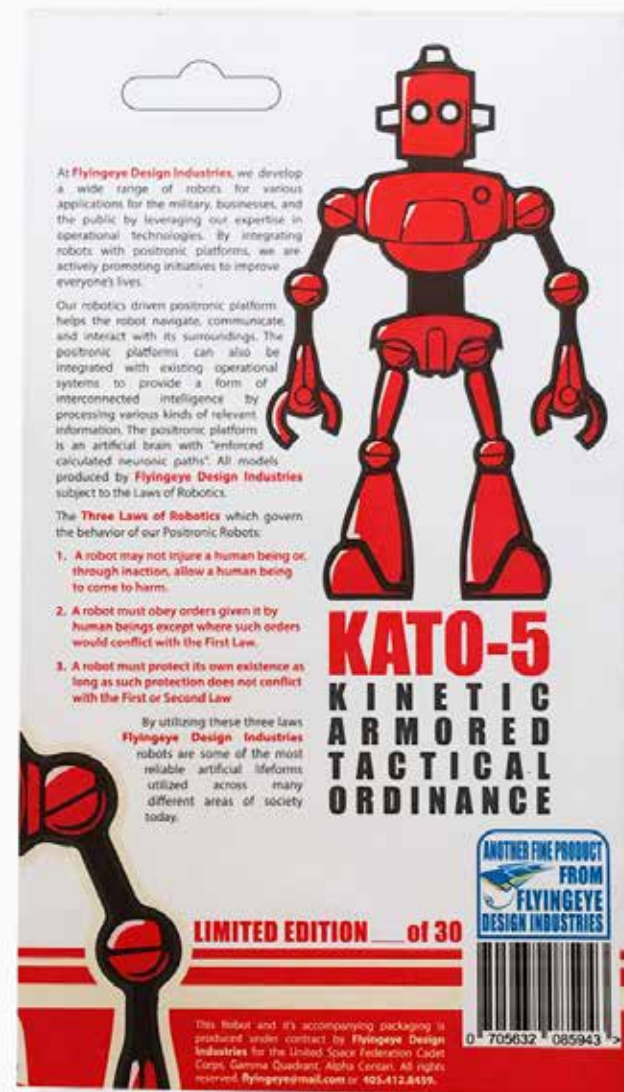 At Flyingeye Design Industries, we develop
a wide range of robots for various
applications for the military, businesses, and
the public by leveraging our expertise in
operational technologies. By integrating
robots with positronic platforms, we are
actively promoting initiatives to improve
everyone's lives.
Our robotics driven positronic platform
helps the robot navigate, communicate,
and interact with its surroundings. The
positronic platforms can also be
integrated with existing operational
systems to provide a form of
interconnected intelligence by
processing various kinds of relevant
information. The positronic platform
is an artificial brain with "enforced
calculated neuronic paths". All models
produced by Flyingeye Design Industries
subject to the Laws of Robotics.
The Three Laws of Robotics which govern
the behavior of our Positronic Robots:
1. A robot may not injure a human being or,
through inaction, allow a human being
to come to harm.
2. A robot must obey orders given it by
human beings except where such orders
would conflict with the First Law.
3. A robot must protect its own existence as
long as such protection does not conflict
with the First or Second Law
By utilizing these three laws
Flyingeye Design Industries
robots are some of the most
reliable artificial lifeforms
utilized across many
different areas of society
today.
KATO-5
KINETIC
ARMORED
TACTICAL
ORDINANCE
ANOTHER FINE PRODUCT
FROM
FLYINGEYE
DESIGN INDUSTRIES
LIMITED EDITION ___ of 30
0 705632 085943 >
This Robot and it's accompanying packaging is
produced under contract by Flyingeye Design
Industries for the United Space Federation Cadet
Corps, Gamma Quadrant, Alpha Centari. All rights
reserved. flyingeye@mail.com or 405.412.8459.